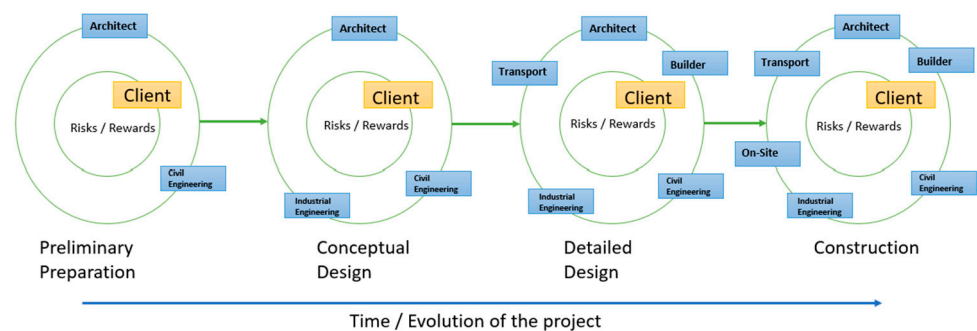 Architect
Client
Risks / Rewards
Civil
Engineering
Preliminary
Preparation
Architect
Client
Risks / Rewards
Civil
Engineering
Industrial
Engineering
Conceptual
Design
Architect
Transport
Builder
Client
Risks / Rewards
Civil
Engineering
Industrial
Engineering
Detailed
Design
Architect
Transport
Builder
Client
Risks / Rewards
On-Site
Civil
Engineering
Industrial
Engineering
Construction
Time / Evolution of the project